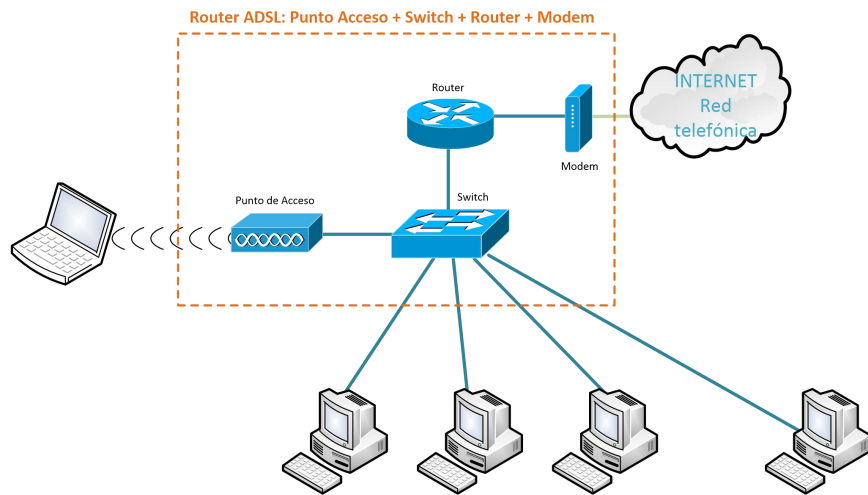 Router ADSL: Punto Acceso + Switch + Router + Modem
INTERNET
Red
telefónica
Router
Modem
Punto de Acceso
Switch